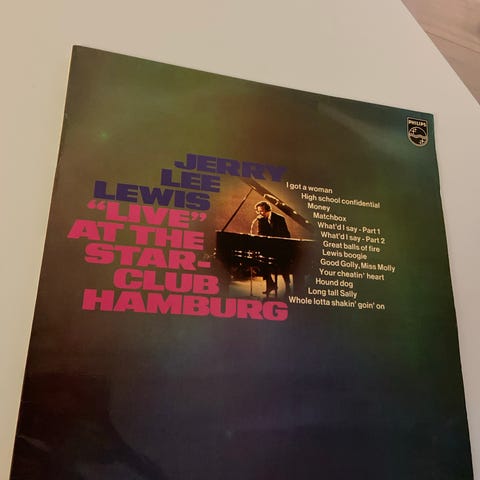 PHILIPS
JERRY
LEE
LEWIS
“LIVE”
AT THE
STAR-
CLUB
HAMBURG
I got a woman
High school confidential
Money
Matchbox
What'd I say - Part 1
What'd I say - Part 2
Great balls of fire
Lewis boogie
Good Golly, Miss Molly
Your cheatin' heart
Hound dog
Long tall Sally
Whole lotta shakin' goin' on